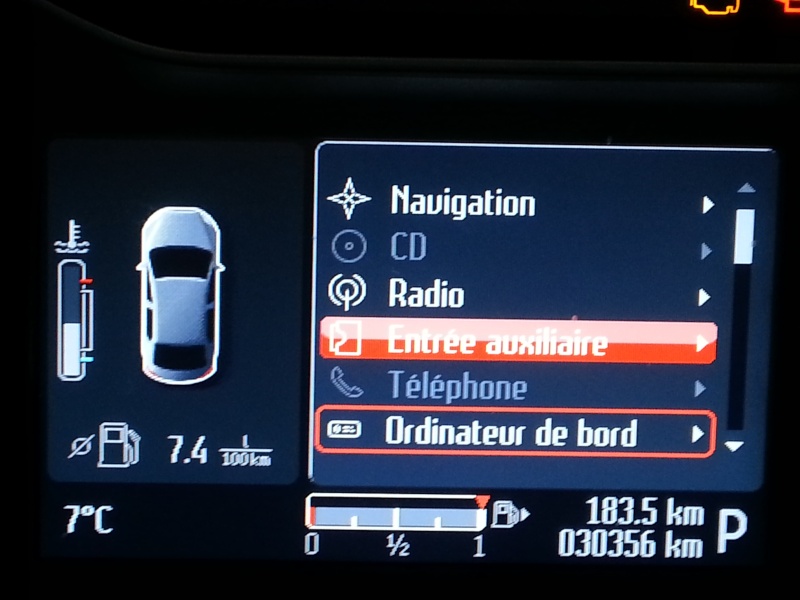 Navigation
CD
Radio
Entrée auxiliaire
Téléphone
Ordinateur de bord
Ø 7.4 L/100km
7°C
0 ½ 1
183.5 km
030356 km
P